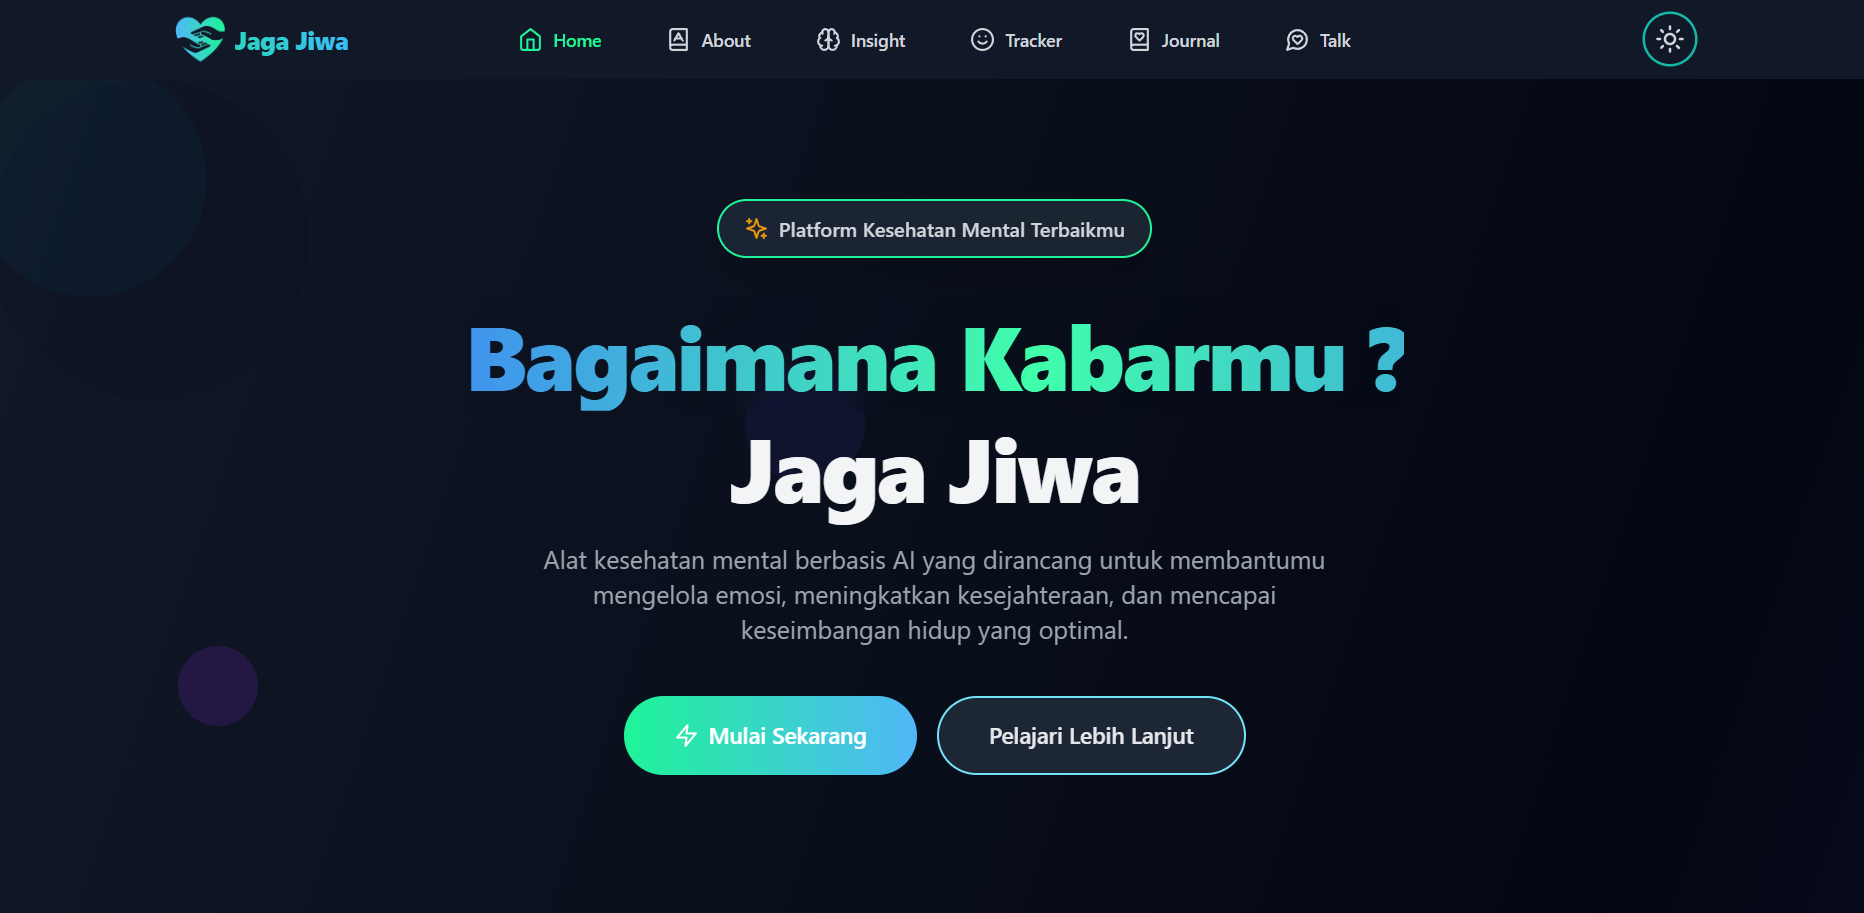 Jaga Jiwa
Home
About
Insight
Tracker
Journal
Talk
Platform Kesehatan Mental Terbaikmu
Bagaimana Kabarmu ?
Jaga Jiwa
Alat kesehatan mental berbasis AI yang dirancang untuk membantumu
mengelola emosi, meningkatkan kesejahteraan, dan mencapai
keseimbangan hidup yang optimal.
Mulai Sekarang
Pelajari Lebih Lanjut